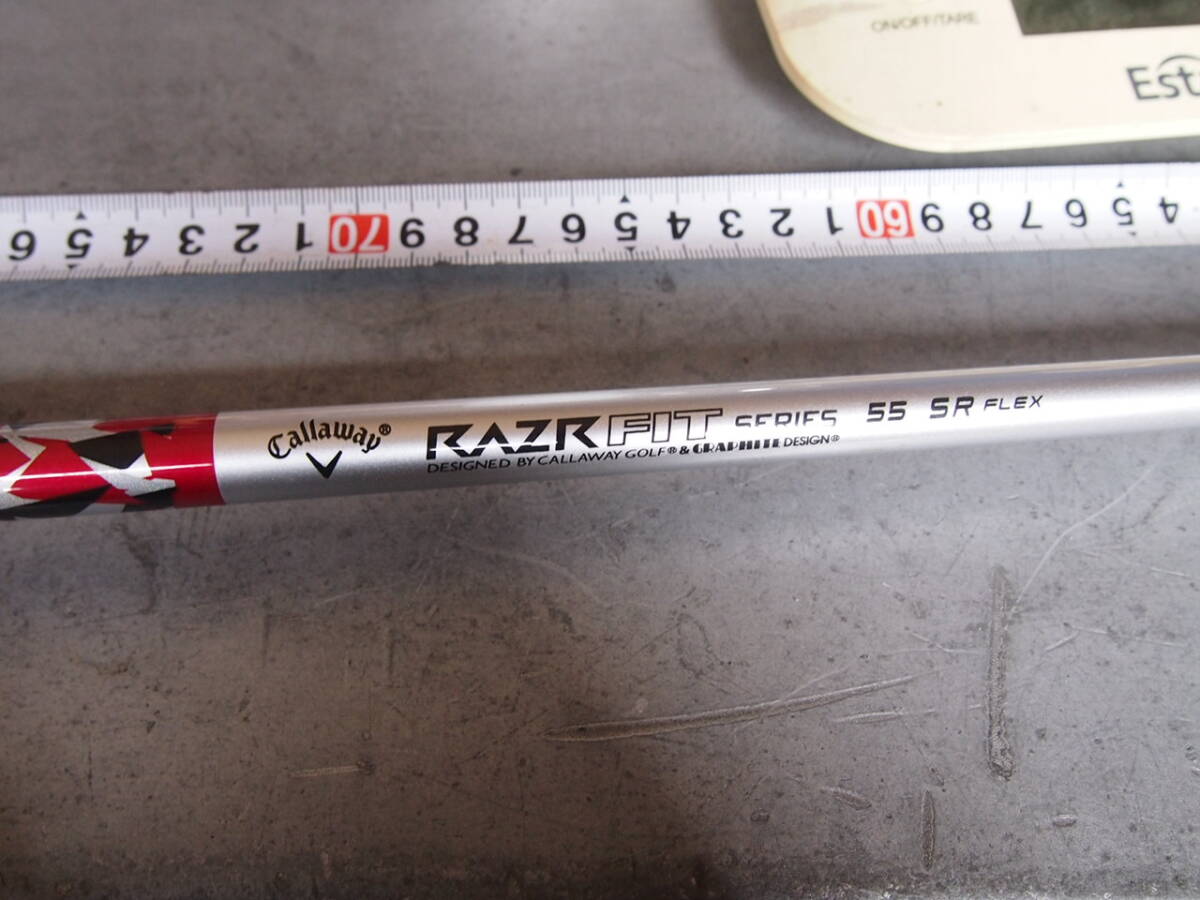 ON/OFF/TARE
Est
6 5 4 3 2 1 70 9 8 7 6 5 4 3 2 1 60 9 8 7 6 5 4
Callaway®
RAZR FIT SERIES 55 SR FLEX
DESIGNED BY CALLAWAY GOLF® & GRAPHITE DESIGN®